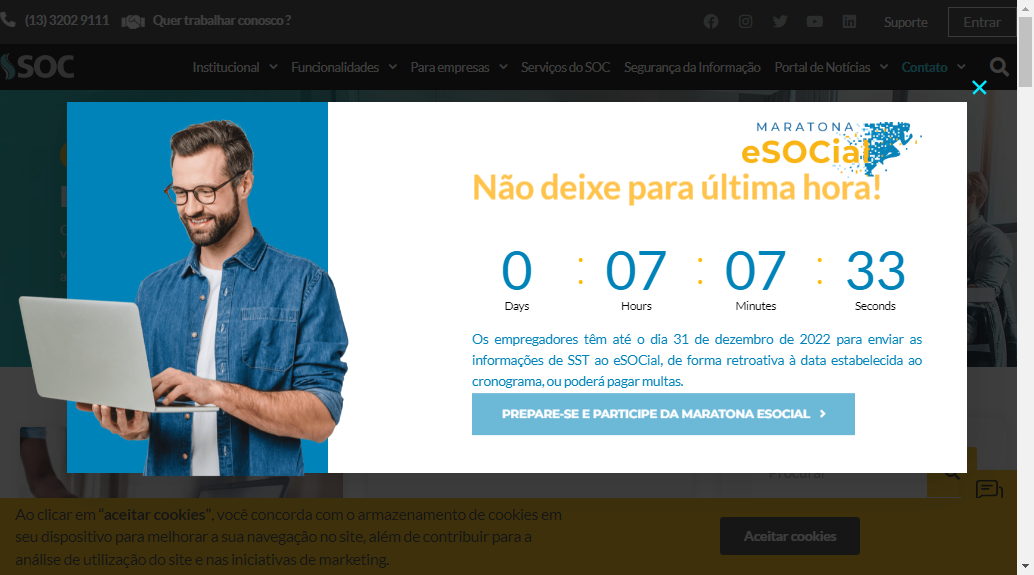 (13) 3202 9111 Quer trabalhar conosco ? Suporte Entrar
SOC Institucional Funcionalidades Para empresas Serviços do SOC Segurança da Informação Portal de Notícias Contato
MARATONA
eSOCial
Não deixe para última hora!
0 : 07 : 07 : 33
Days Hours Minutes Seconds
Os empregadores têm até o dia 31 de dezembro de 2022 para enviar as
informações de SST ao eSOCial, de forma retroativa à data estabelecida ao
cronograma, ou poderá pagar multas.
PREPARE-SE E PARTICIPE DA MARATONA ESOCIAL
Procurar
Ao clicar em "aceitar cookies", você concorda com o armazenamento de cookies em
seu dispositivo para melhorar a sua navegação no site, além de contribuir para a
análise de utilização do site e nas iniciativas de marketing.
Aceitar cookies